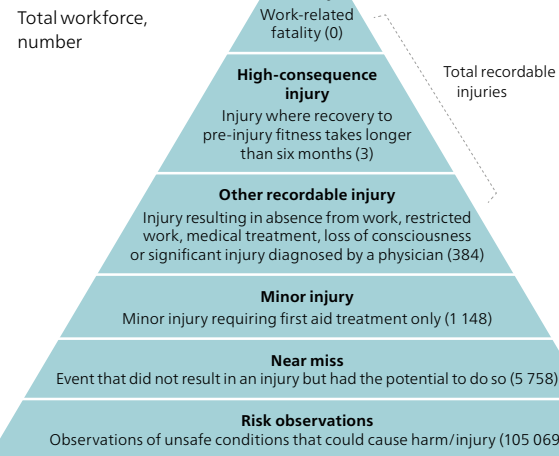 Total workforce,
number
Work-related
fatality (0)
Total recordable
injuries
High-consequence
injury
Injury where recovery to
pre-injury fitness takes longer
than six months (3)
Other recordable injury
Injury resulting in absence from work, restricted
work, medical treatment, loss of consciousness
or significant injury diagnosed by a physician (384)
Minor injury
Minor injury requiring first aid treatment only (1 148)
Near miss
Event that did not result in an injury but had the potential to do so (5 758)
Risk observations
Observations of unsafe conditions that could cause harm/injury (105 069